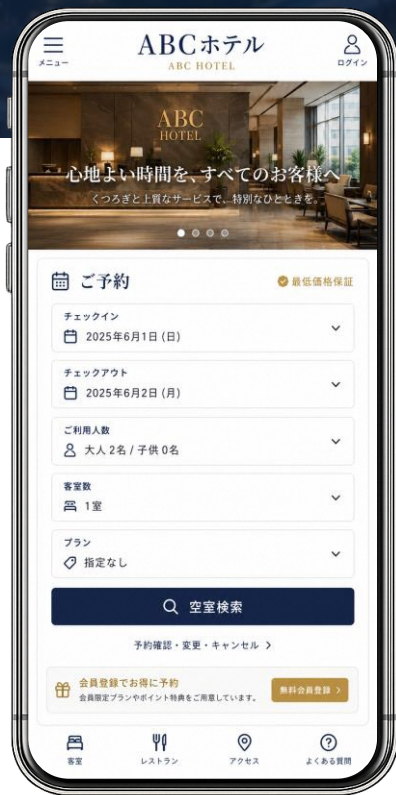 メニュー
ABCホテル
ABC HOTEL
ログイン
ABC
HOTEL
心地よい時間を、すべてのお客様へ
くつろぎと上質なサービスで、特別なひとときを。
ご予約
最低価格保証
チェックイン
2025年6月1日 (日)
チェックアウト
2025年6月2日 (月)
ご利用人数
大人 2名 / 子供 0名
客室数
1室
プラン
指定なし
空室検索
予約確認・変更・キャンセル >
会員登録でお得に予約
会員限定プランやポイント特典をご用意しています。
無料会員登録 >
客室
レストラン
アクセス
よくある質問